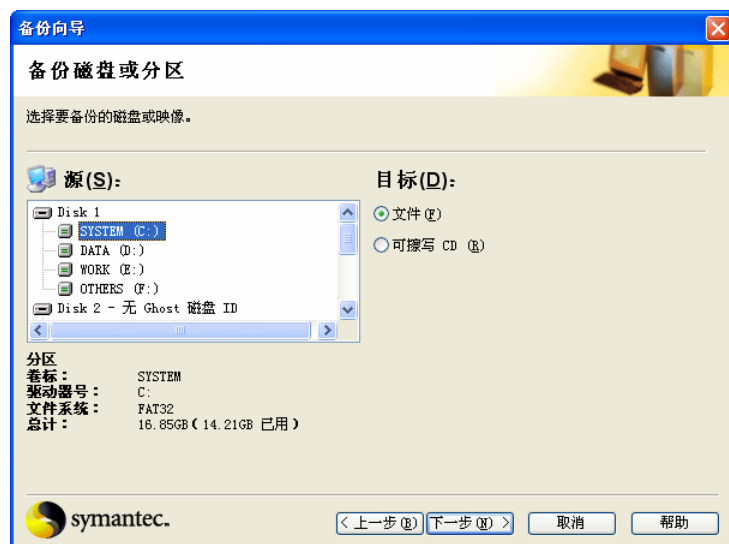 备份向导
备份磁盘或分区
选择要备份的磁盘或映像。
源(S):
Disk 1
SYSTEM (C:)
DATA (D:)
WORK (E:)
OTHERS (F:)
Disk 2 - 无 Ghost 磁盘 ID
目标(D):
文件(F)
可擦写 CD (R)
分区
卷标: SYSTEM
驱动器号: C:
文件系统: FAT32
总计: 16.85GB(14.21GB 已用)
symantec.
< 上一步(B) 下一步(N) > 取消 帮助